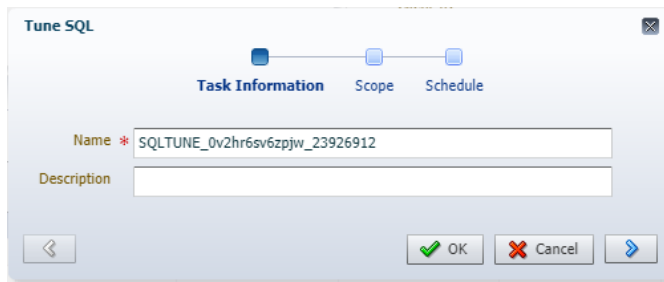 Tune SQL
Task Information Scope Schedule
Name * SQLTUNE_0v2hr6sv6zpjw_23926912
Description
OK Cancel